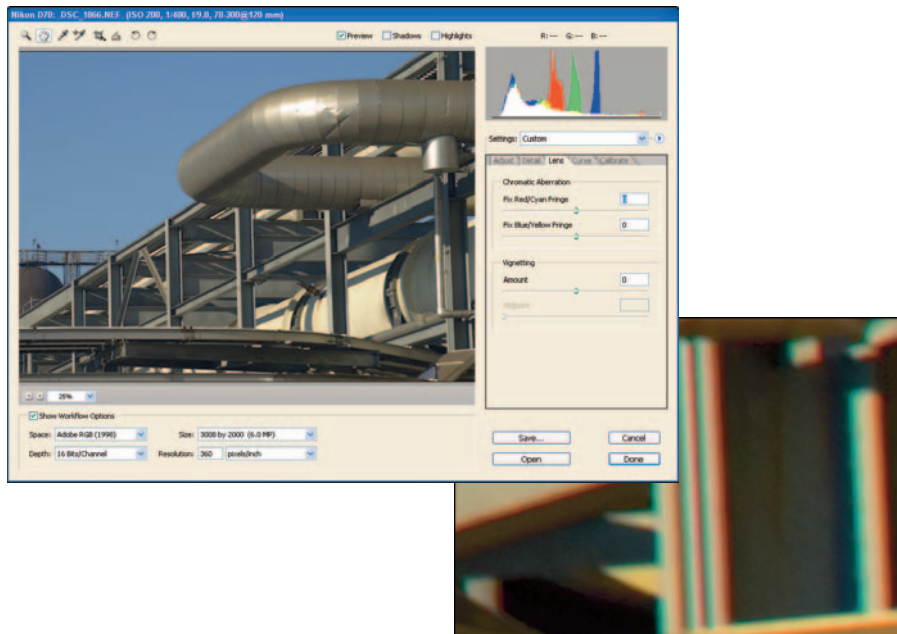 Nikon D70: DSC_1866.NEF (ISO 200, 1/400, f/9.0, 70-300@120 mm)
Preview Shadows Highlights
R: --- G: --- B: ---
Settings: Custom
Adjust Detail Lens Curve Calibrate
Chromatic Aberration
Fix Red/Cyan Fringe 0
Fix Blue/Yellow Fringe 0
Vignetting
Amount 0
Midpoint
25%
Show Workflow Options
Space: Adobe RGB (1998) Size: 3008 by 2000 (6.0 MP)
Depth: 16 Bits/Channel Resolution: 360 pixels/inch
Save... Cancel
Open Done